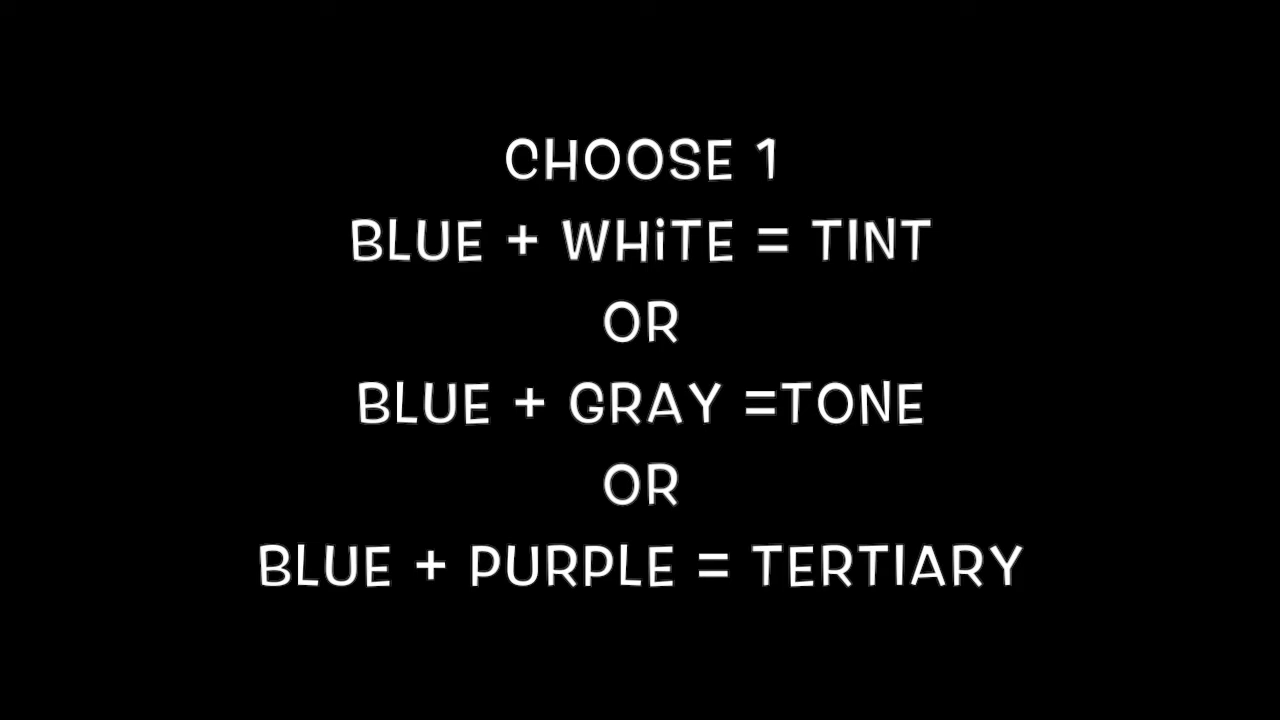 CHOOSE 1
BLUE + WHiTE = TINT
OR
BLUE + GRAY =TONE
OR
BLUE + PURPLE = TERTIARY